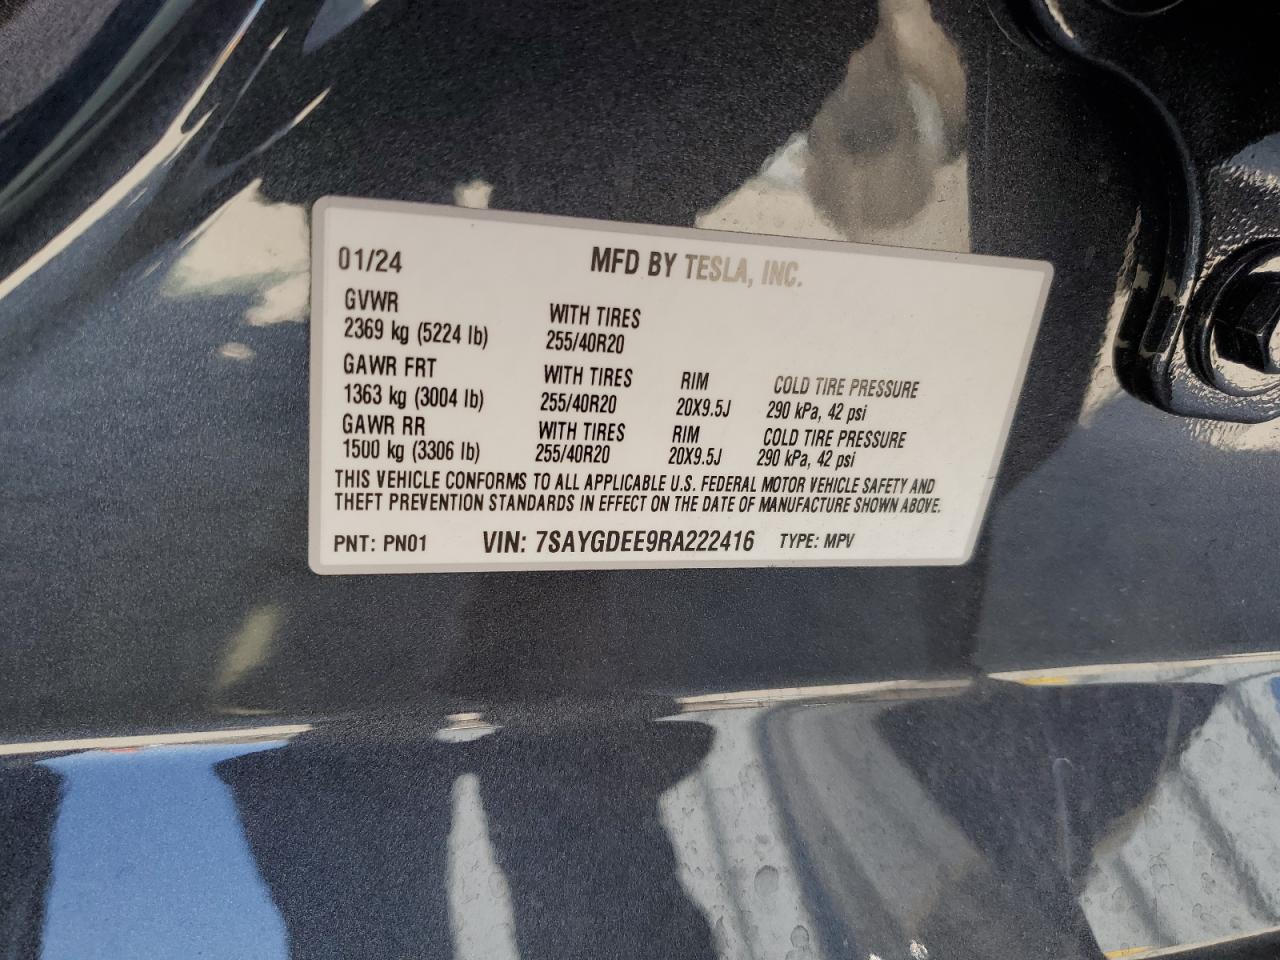 01/24 MFD BY TESLA, INC.
GVWR WITH TIRES
2369 kg (5224 lb) 255/40R20
GAWR FRT WITH TIRES RIM COLD TIRE PRESSURE
1363 kg (3004 lb) 255/40R20 20X9.5J 290 kPa, 42 psi
GAWR RR WITH TIRES RIM COLD TIRE PRESSURE
1500 kg (3306 lb) 255/40R20 20X9.5J 290 kPa, 42 psi
THIS VEHICLE CONFORMS TO ALL APPLICABLE U.S. FEDERAL MOTOR VEHICLE SAFETY AND
THEFT PREVENTION STANDARDS IN EFFECT ON THE DATE OF MANUFACTURE SHOWN ABOVE.
PNT: PN01 VIN: 7SAYGDEE9RA222416 TYPE: MPV